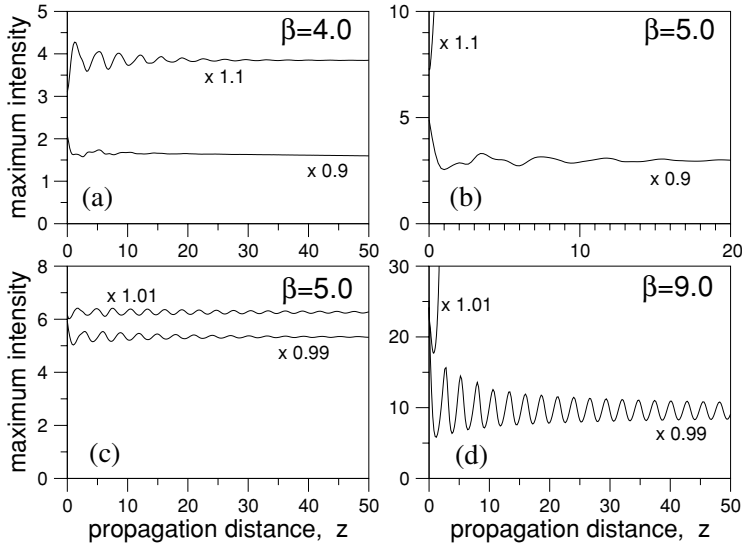 maximum intensity
5
4
3
2
1
0
β=4.0
x 1.1
x 0.9
(a)
0 10 20 30 40 50
10
5
0
β=5.0
x 1.1
x 0.9
(b)
0 10 20
maximum intensity
8
6
4
2
0
β=5.0
x 1.01
x 0.99
(c)
0 10 20 30 40 50
propagation distance, z
30
20
10
0
β=9.0
x 1.01
x 0.99
(d)
0 10 20 30 40 50
propagation distance, z